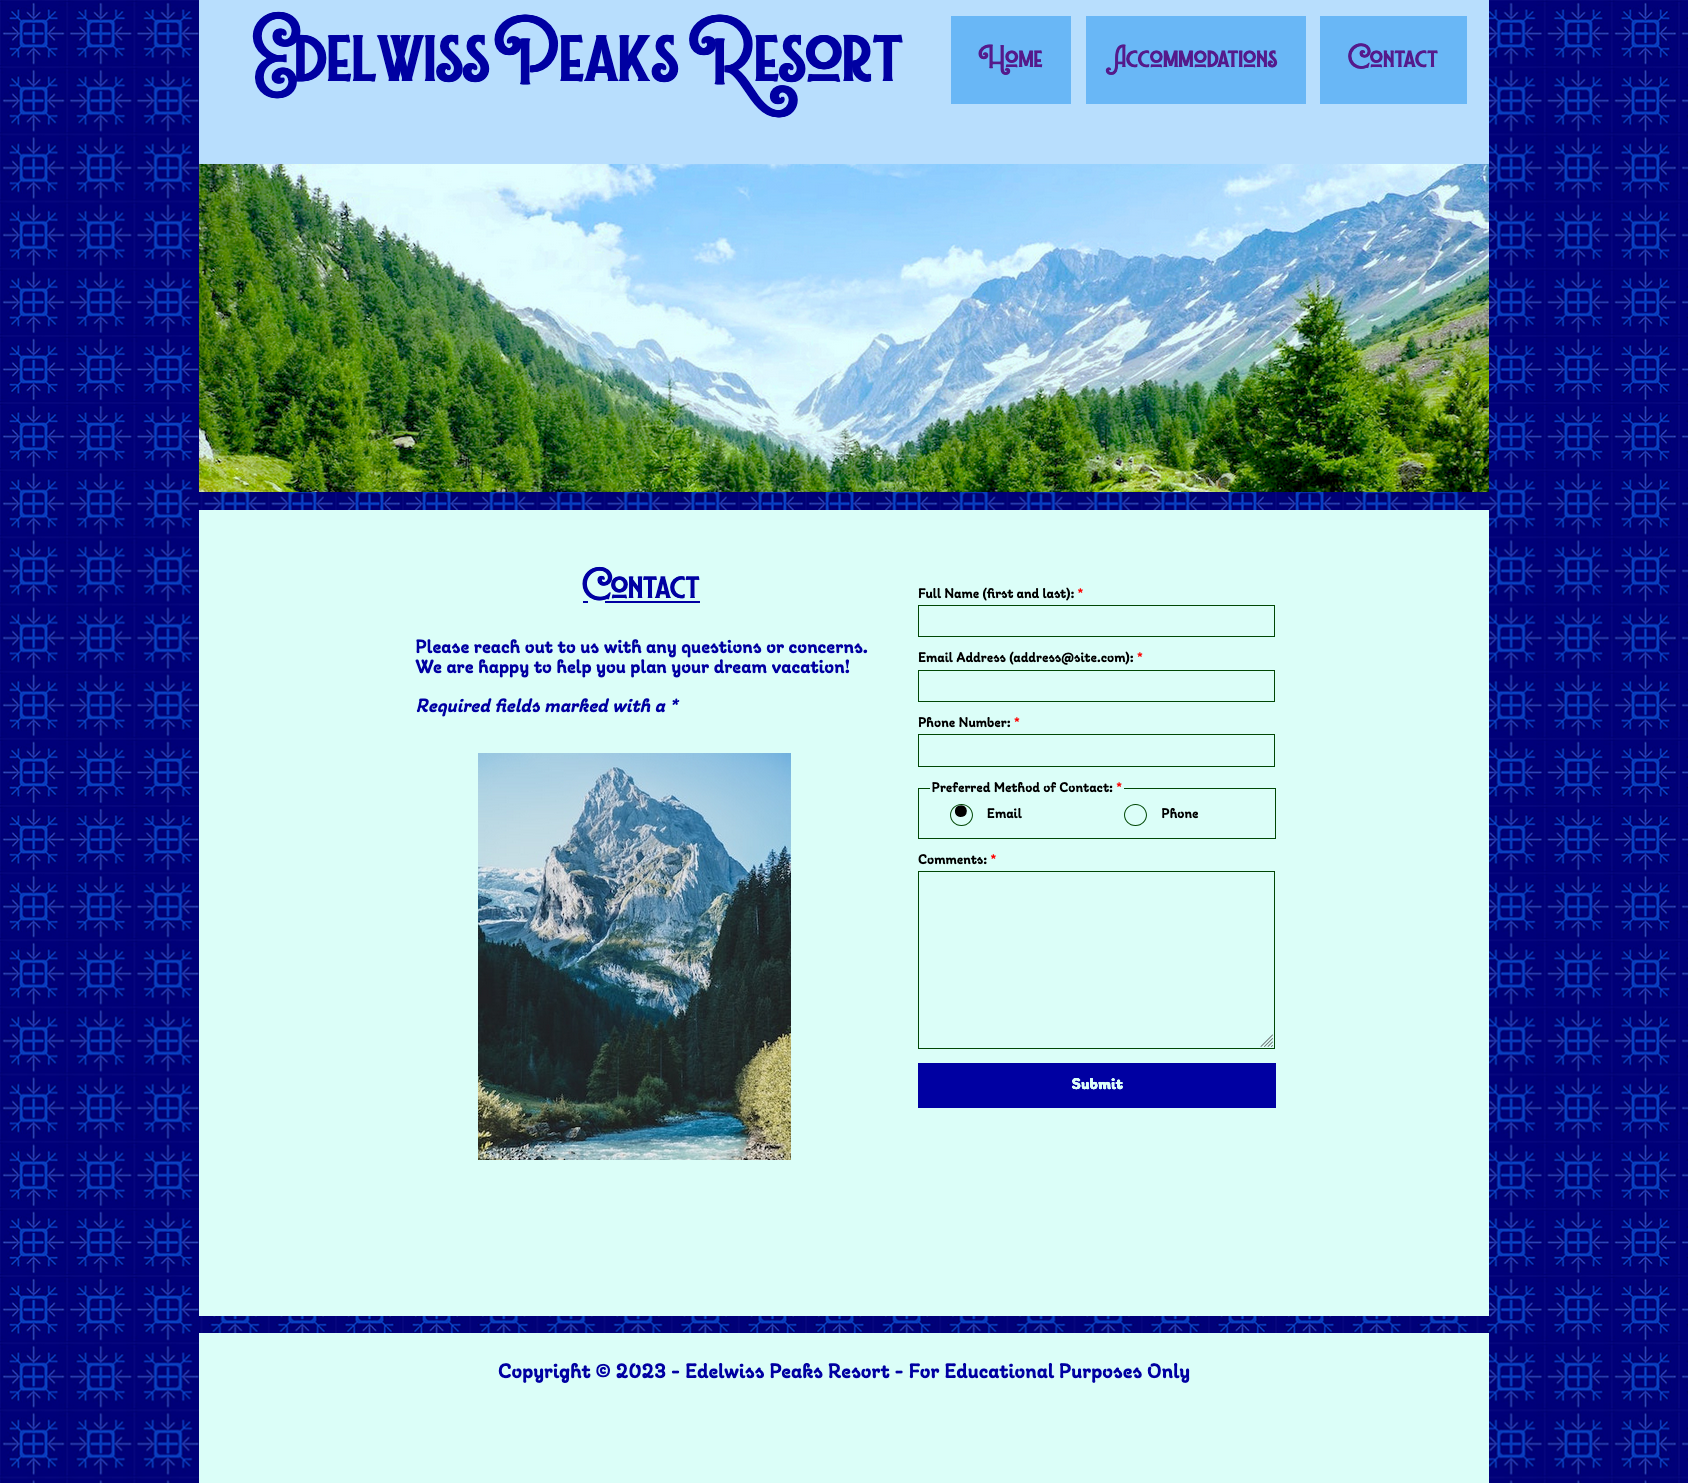 Edelwiss Peaks Resort
Home
Accommodations
Contact
Contact
Please reach out to us with any questions or concerns.
We are happy to help you plan your dream vacation!
Required fields marked with a *
Full Name (first and last): *
Email Address (address@site.com): *
Phone Number: *
Preferred Method of Contact: *
Email
Phone
Comments: *
Submit
Copyright © 2023 - Edelwiss Peaks Resort - For Educational Purposes Only